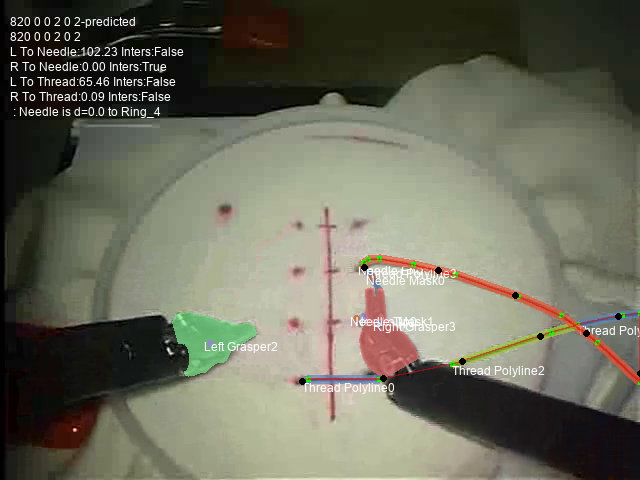 820 0 0 2 0 2-predicted
820 0 0 2 0 2
L To Needle:102.23 Inters:False
R To Needle:0.00 Inters:True
L To Thread:65.46 Inters:False
R To Thread:0.09 Inters:False
: Needle is d=0.0 to Ring_4
Needle Mask0
Right Grasper3
Left Grasper2
Thread Polyline2
Thread Polyline0